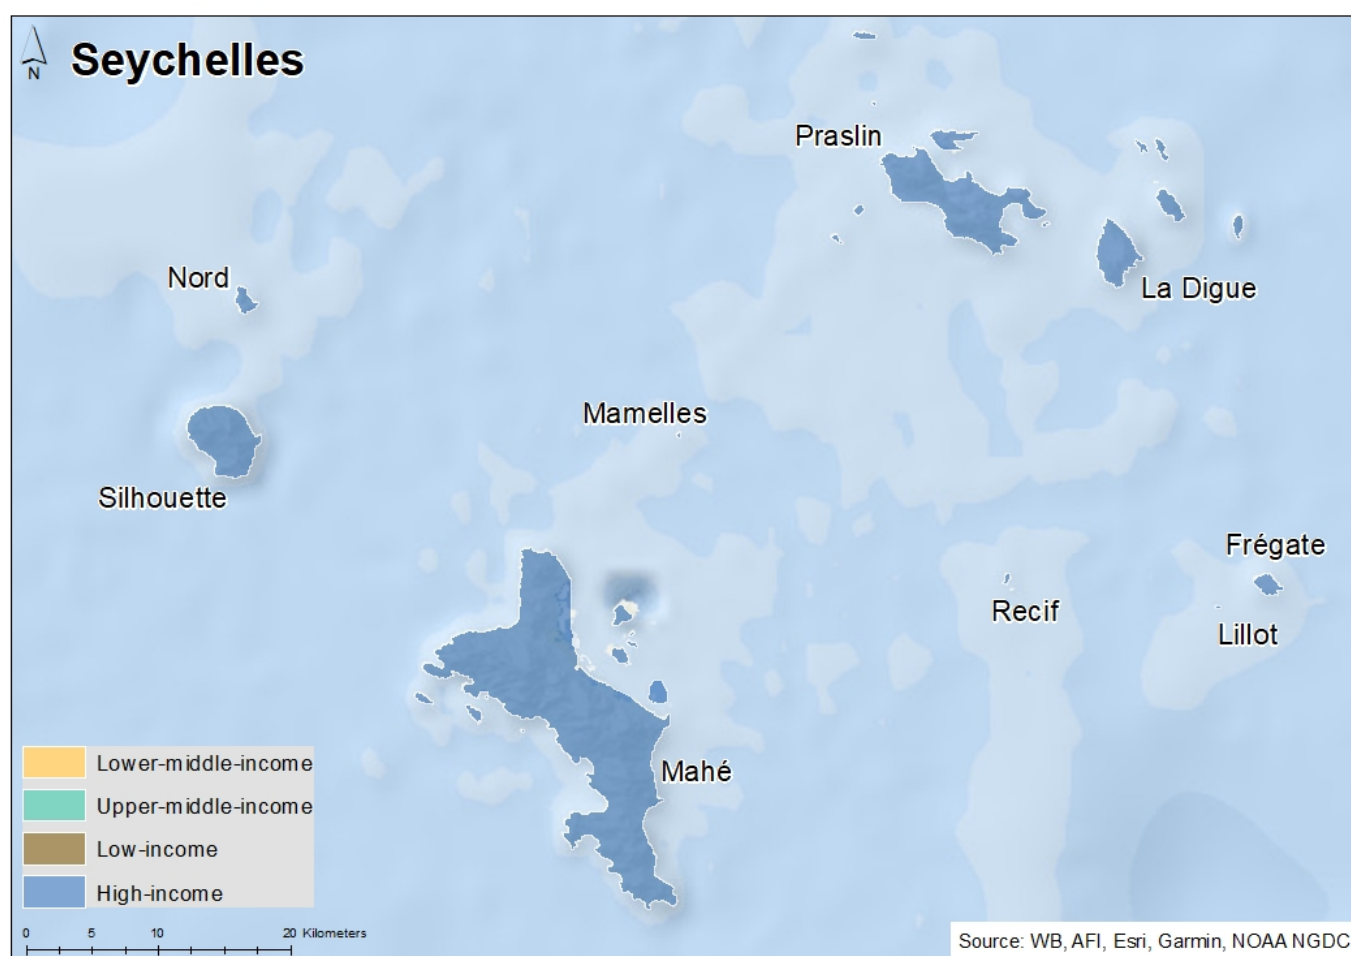 Seychelles
N
Praslin
Nord
La Digue
Mamelles
Silhouette
Frégate
Recif
Lillot
Mahé
Lower-middle-income
Upper-middle-income
Low-income
High-income
0 5 10 20 Kilometers
Source: WB, AFI, Esri, Garmin, NOAA NGDC